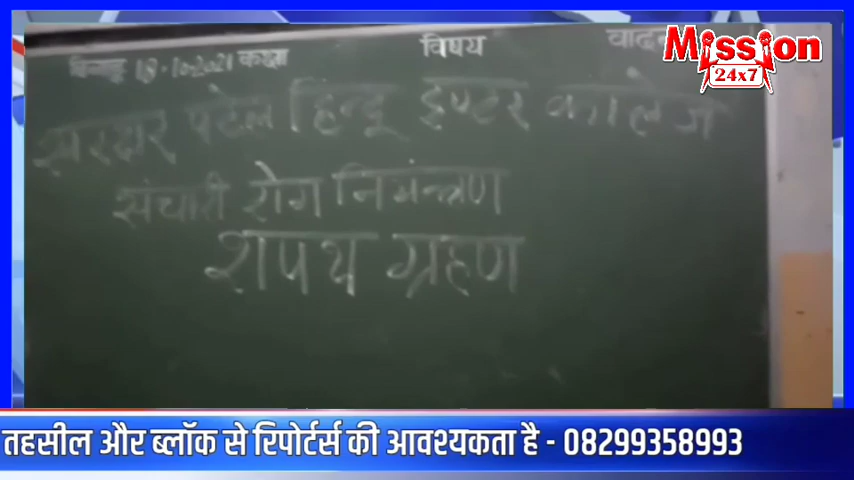 दिनांक 18-10-2021 कक्षा विषय
Mission
24x7
सरदार पटेल हिन्दू इण्टर कालेज
संचारी रोग नियंन्त्रण
शपथ ग्रहण
तहसील और ब्लॉक से रिपोर्टर्स की आवश्यकता है - 08299358993